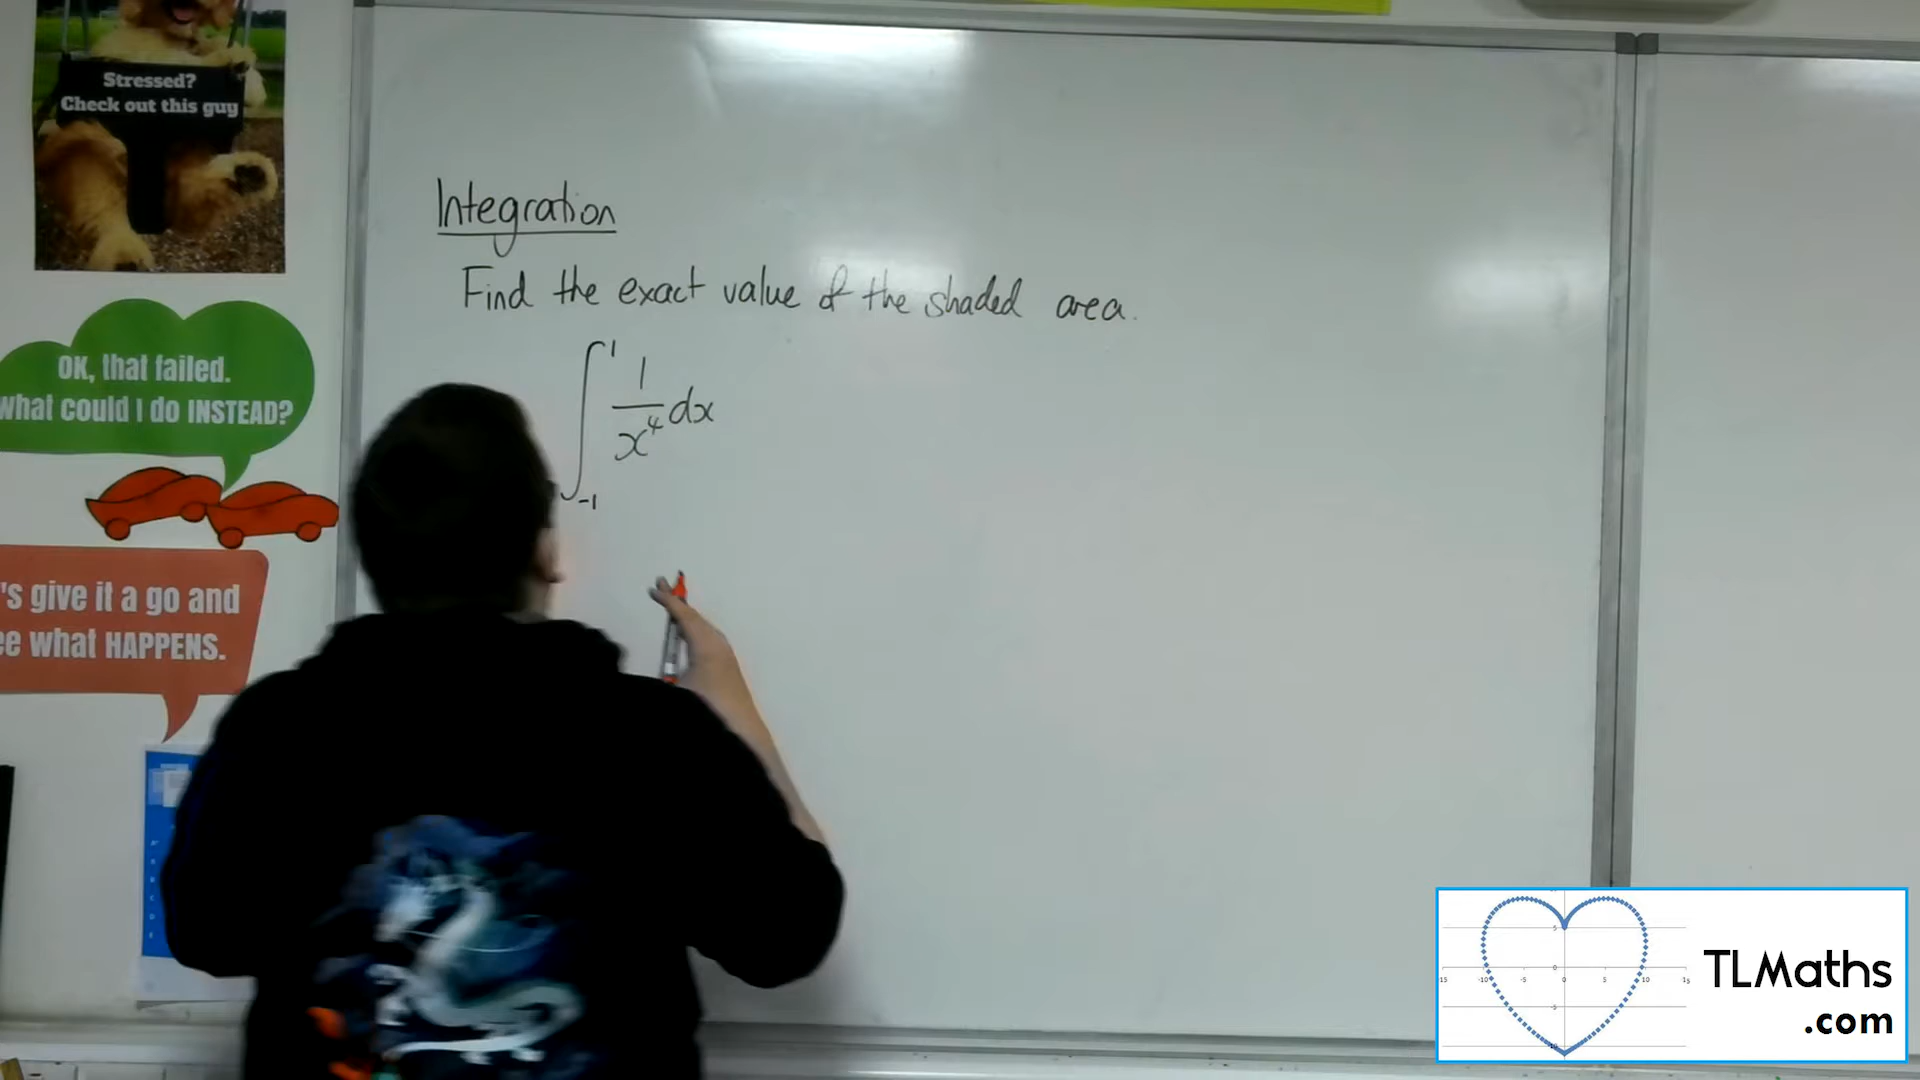 Stressed?
Check out this guy
OK, that failed.
what could I do INSTEAD?
's give it a go and
ee what HAPPENS.
Integration
Find the exact value of the shaded area.
∫₋₁¹ 1/x⁴ dx
TLMaths
.com